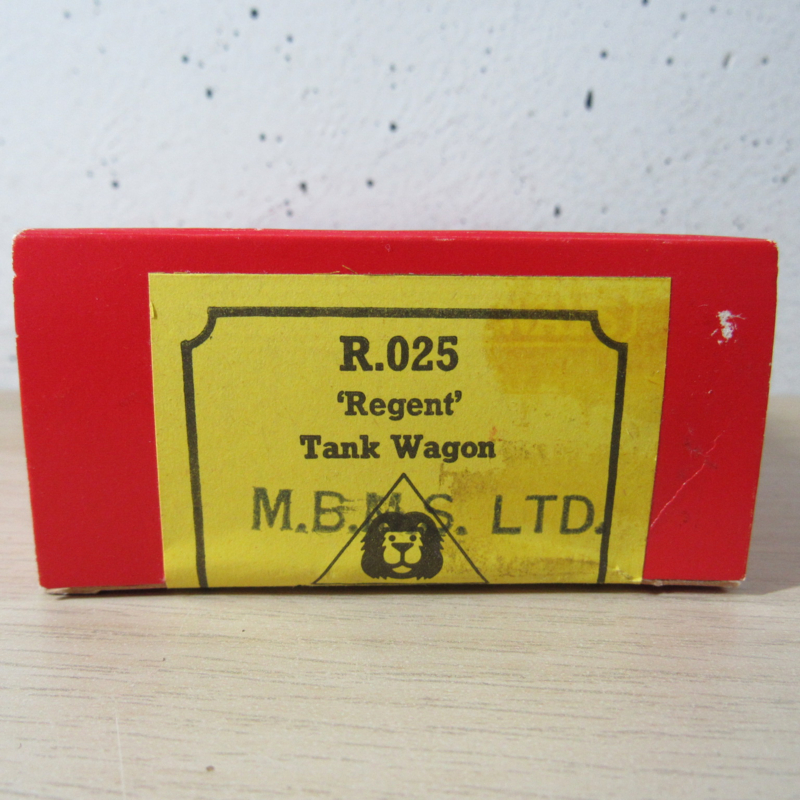 R.025
‘Regent’
Tank Wagon
M.B.M.S. LTD.